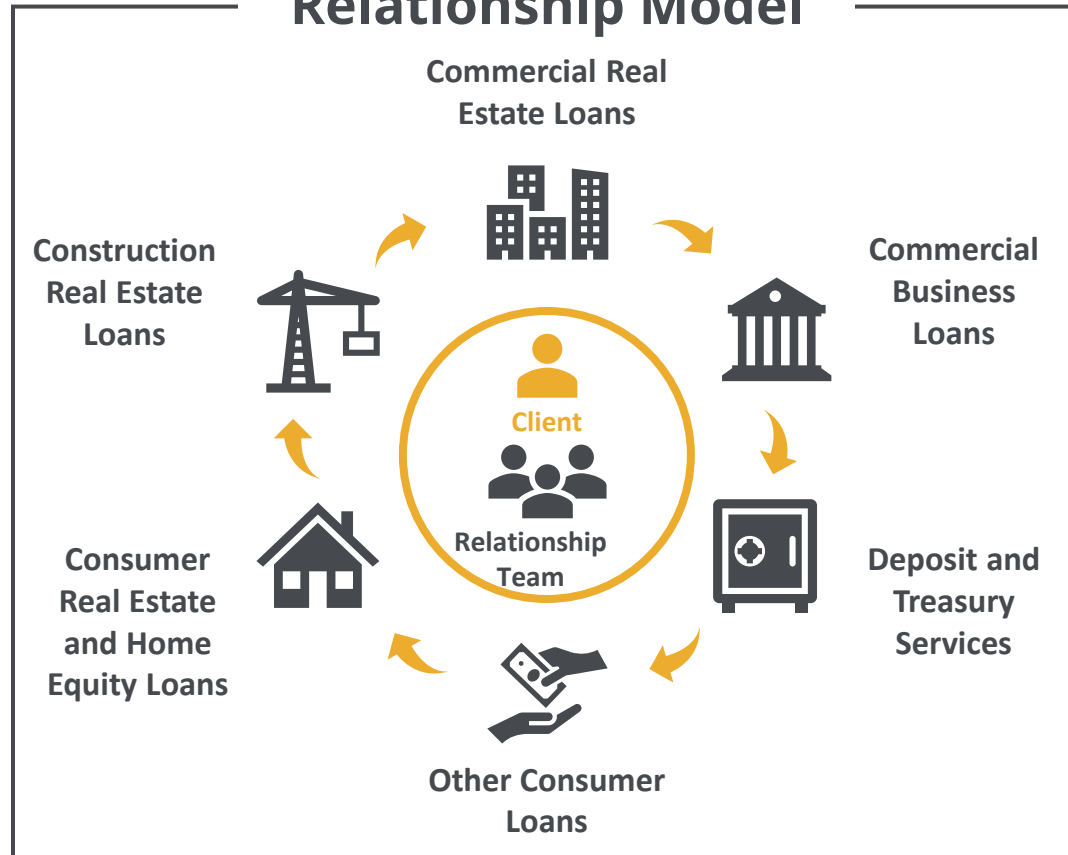 Relationship Model
Commercial Real
Estate Loans
Commercial
Business
Loans
Deposit and
Treasury
Services
Other Consumer
Loans
Consumer
Real Estate
and Home
Equity Loans
Construction
Real Estate
Loans
Client
Relationship
Team